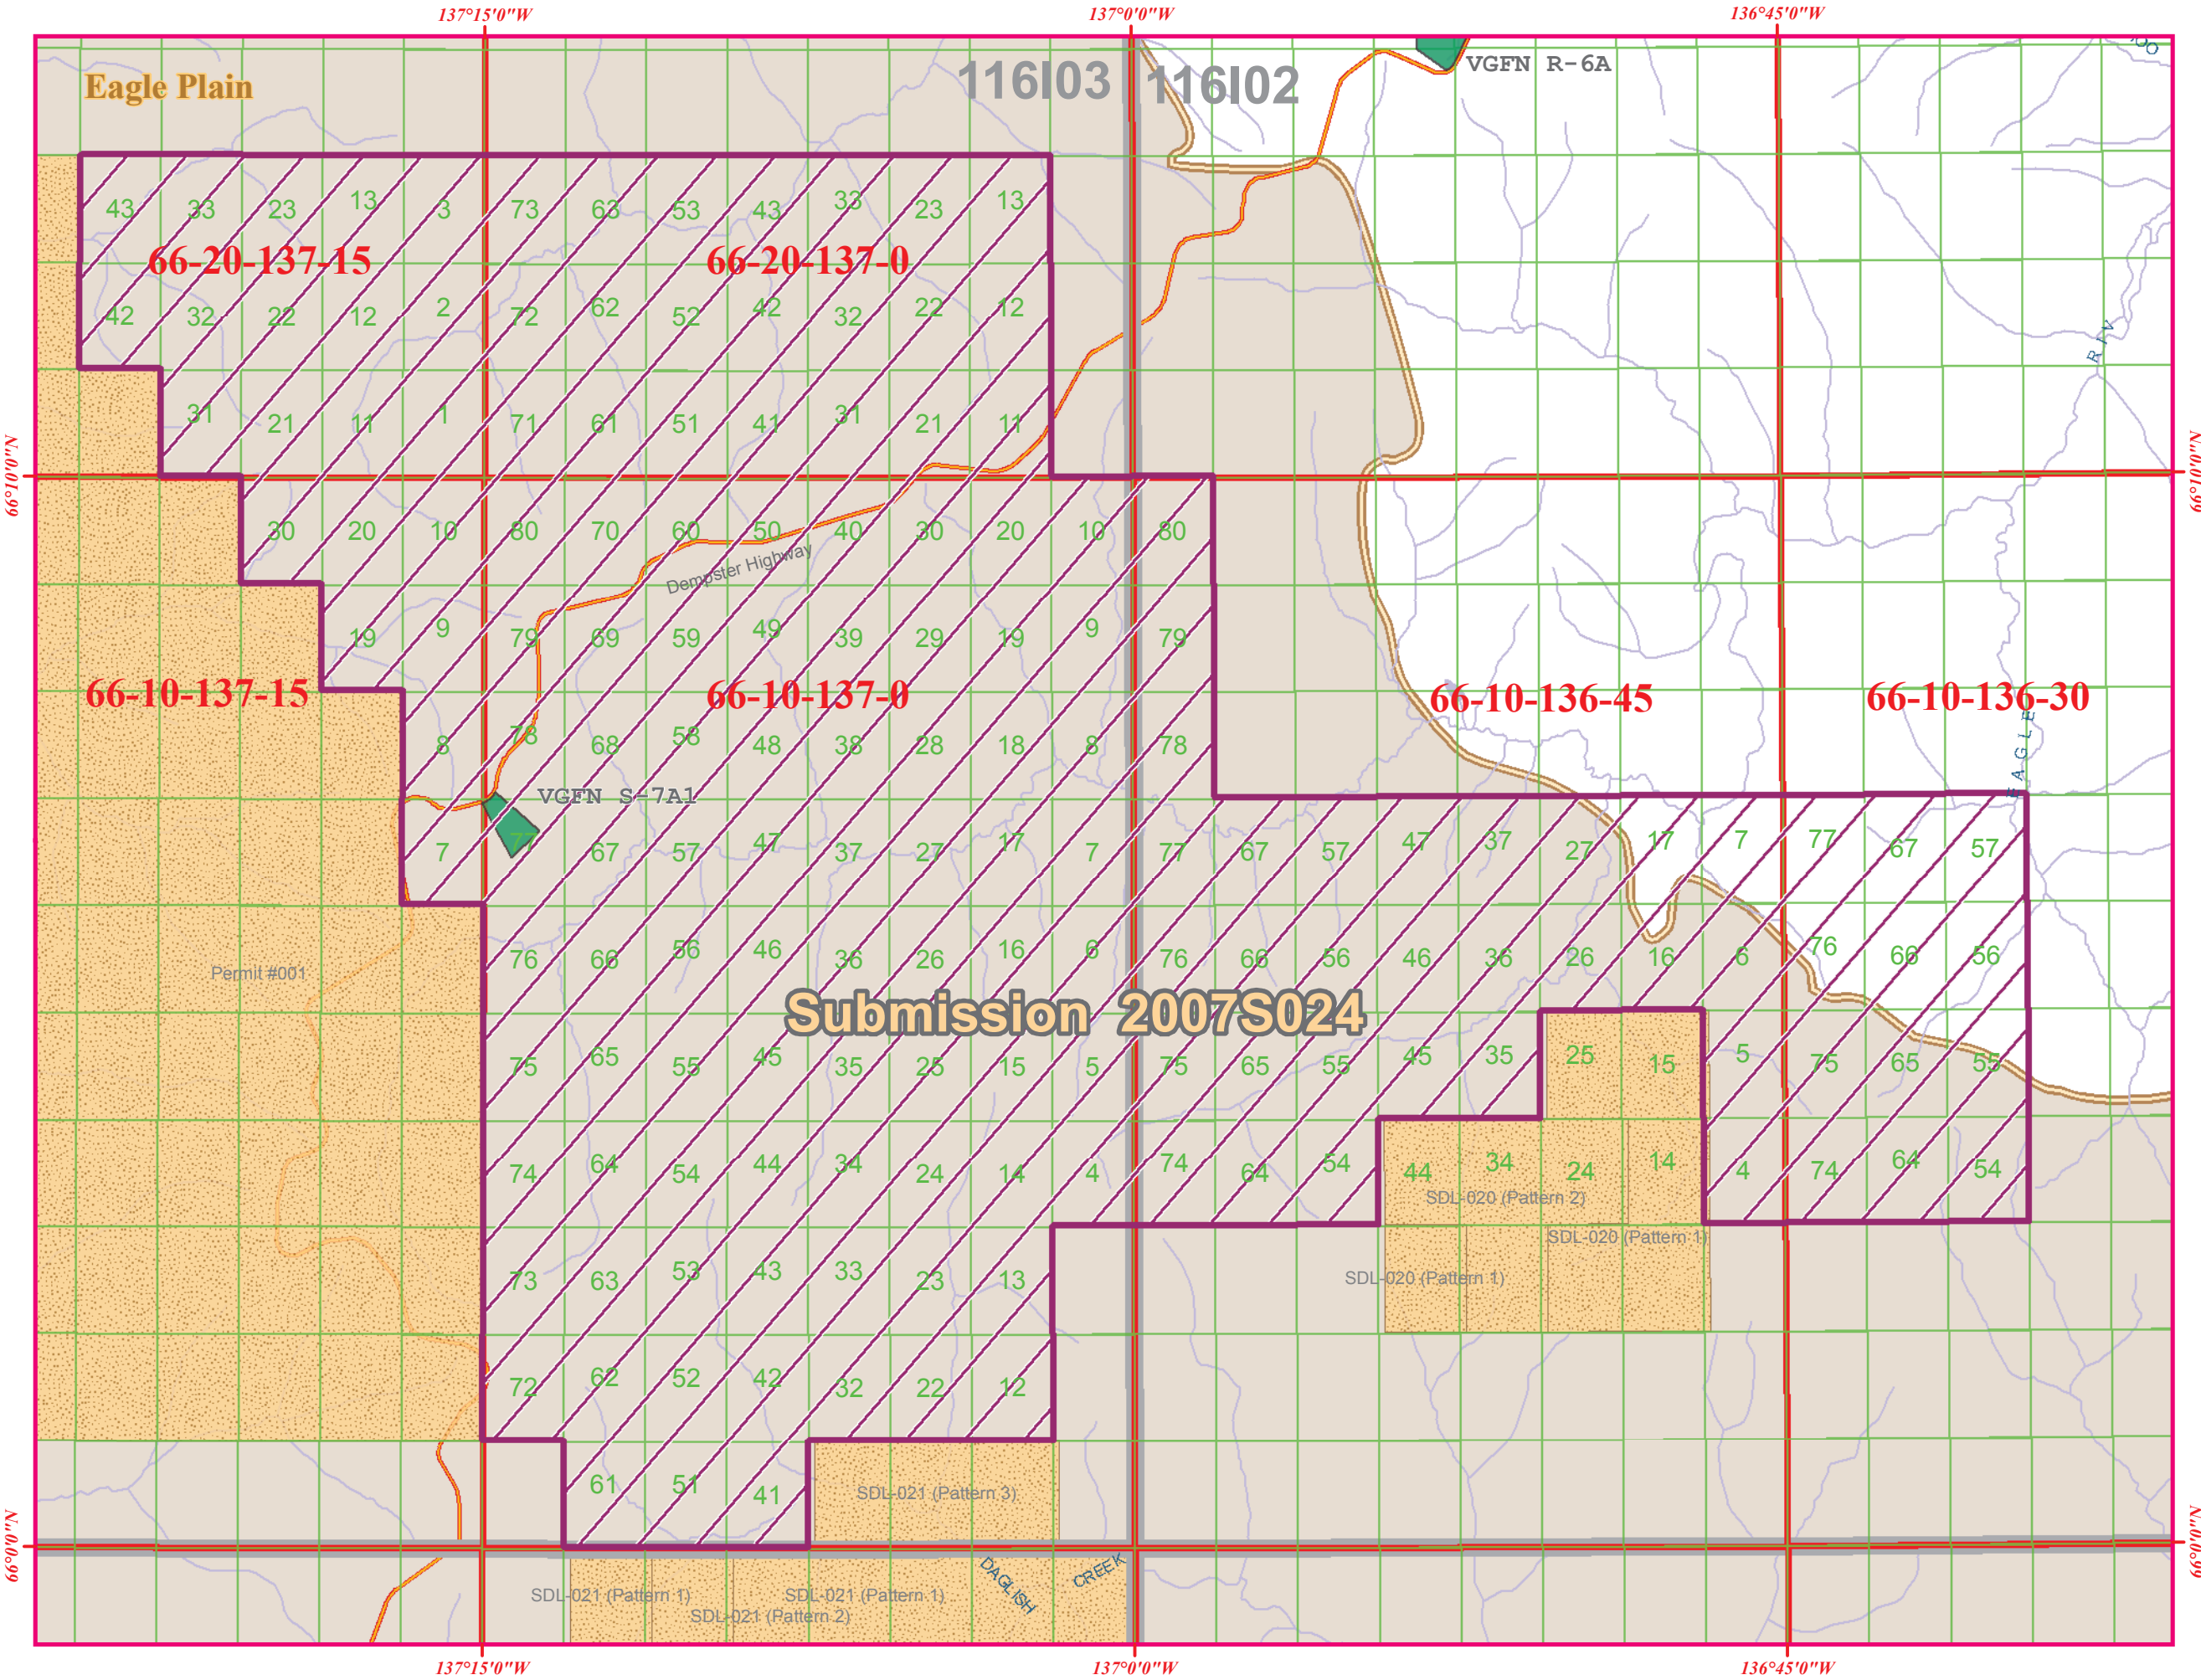 137°15'0"W 137°0'0"W 136°45'0"W
Eagle Plain 116I03 116I02 VGFN R-6A
43 33 23 13 3 73 63 53 43 33 23 13
66-20-137-15 66-20-137-0
42 32 22 12 2 72 62 52 42 32 22 12
RIV
31 21 11 1 71 61 51 41 31 21 11
66°10'0"N 66°10'0"N
30 20 10 80 70 60 50 40 30 20 10 80
Dempster Highway
19 9 79 69 59 49 39 29 19 9 79
66-10-137-15 66-10-137-0 66-10-136-45 66-10-136-30
8 78 68 58 48 38 28 18 8 78
EAGLE
VGFN S-7A1
7 77 67 57 47 37 27 17 7 77 67 57 47 37 27 17 7 77 67 57
76 66 56 46 36 26 16 6 76 66 56 46 36 26 16 6 76 66 56
Permit #001
Submission 2007S024
75 65 55 45 35 25 15 5 75 65 55 45 35 25 15 5 75 65 55
74 64 54 44 34 24 14 4 74 64 54 44 34 24 14 4 74 64 54
SDL-020 (Pattern 2)
SDL-020 (Pattern 1)
73 63 53 43 33 23 13
SDL-020 (Pattern 1)
72 62 52 42 32 22 12
61 51 41
SDL-021 (Pattern 3)
66°0'0"N 66°0'0"N
DAGLISH CREEK
SDL-021 (Pattern 1) SDL-021 (Pattern 1)
SDL-021 (Pattern 2)
137°15'0"W 137°0'0"W 136°45'0"W